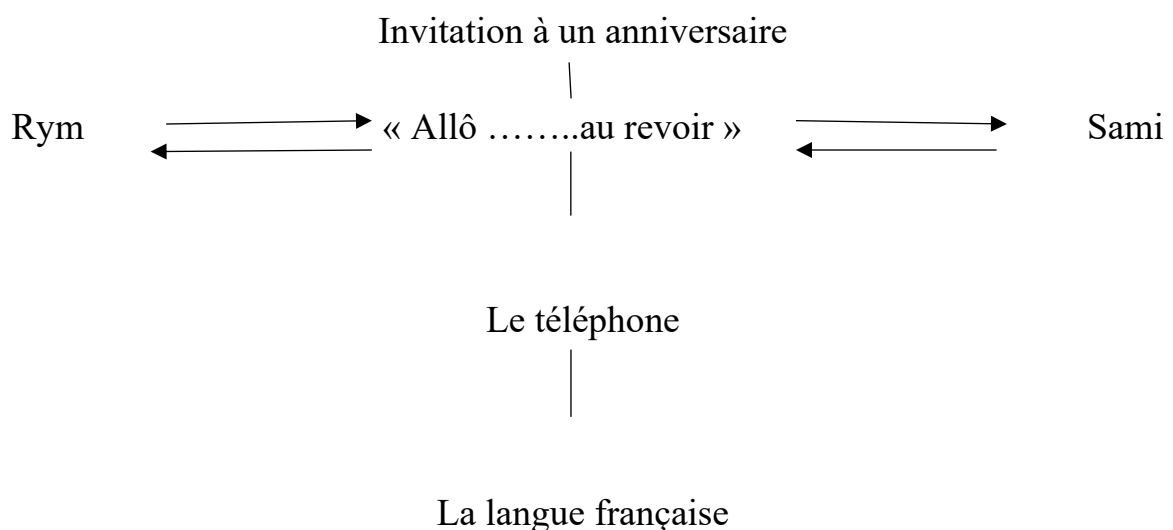 Invitation à un anniversaire
Rym « Allô ……..au revoir » Sami
Le téléphone
La langue française